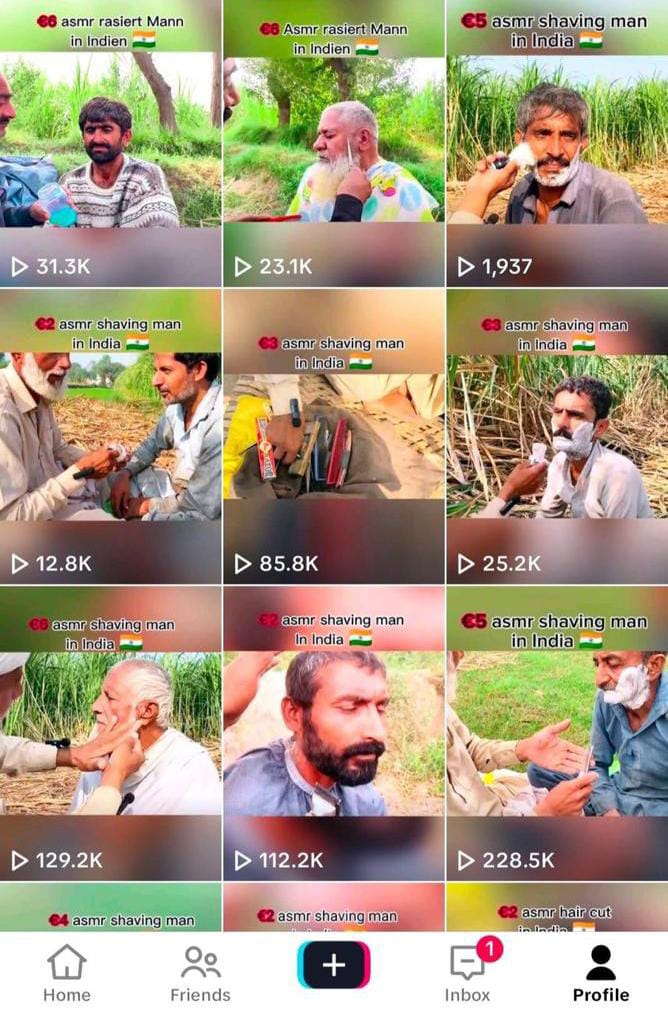 €6 asmr rasiert Mann
in Indien 🇮🇳
€6 Asmr rasiert Mann
in Indien 🇮🇳
€5 asmr shaving man
in India 🇮🇳
31.3K
23.1K
1,937
€2 asmr shaving man
in India 🇮🇳
€3 asmr shaving man
in India 🇮🇳
€3 asmr shaving man
in India 🇮🇳
12.8K
85.8K
25.2K
€6 asmr shaving man
in India 🇮🇳
€2 asmr shaving man
In India 🇮🇳
€5 asmr shaving man
in India 🇮🇳
129.2K
112.2K
228.5K
€4 asmr shaving man
€2 asmr shaving man
€2 asmr hair cut
in India 🇮🇳
1
Home
Friends
Inbox
Profile